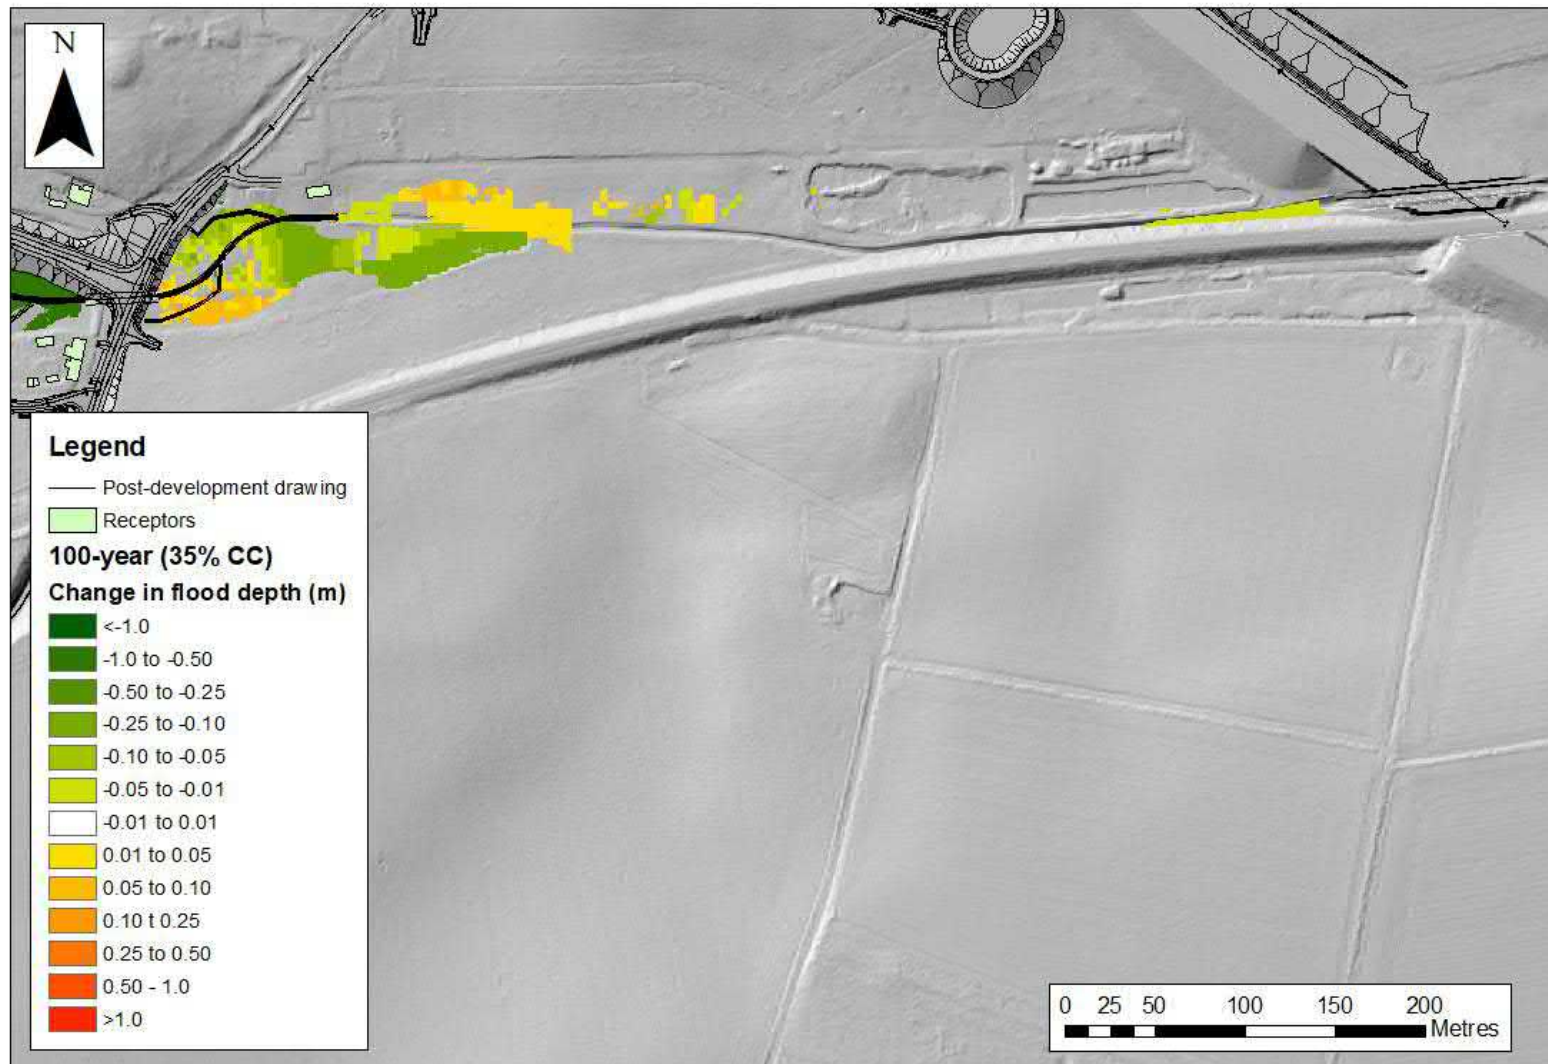 N
Legend
Post-development drawing
Receptors
100-year (35% CC)
Change in flood depth (m)
<-1.0
-1.0 to -0.50
-0.50 to -0.25
-0.25 to -0.10
-0.10 to -0.05
-0.05 to -0.01
-0.01 to 0.01
0.01 to 0.05
0.05 to 0.10
0.10 t 0.25
0.25 to 0.50
0.50 - 1.0
>1.0
0 25 50 100 150 200
Metres